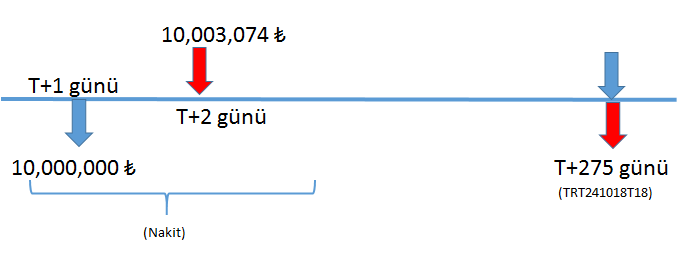 10,003,074 ₺
T+1 günü
T+2 günü
10,000,000 ₺
T+275 günü
(TRT241018T18)
(Nakit)